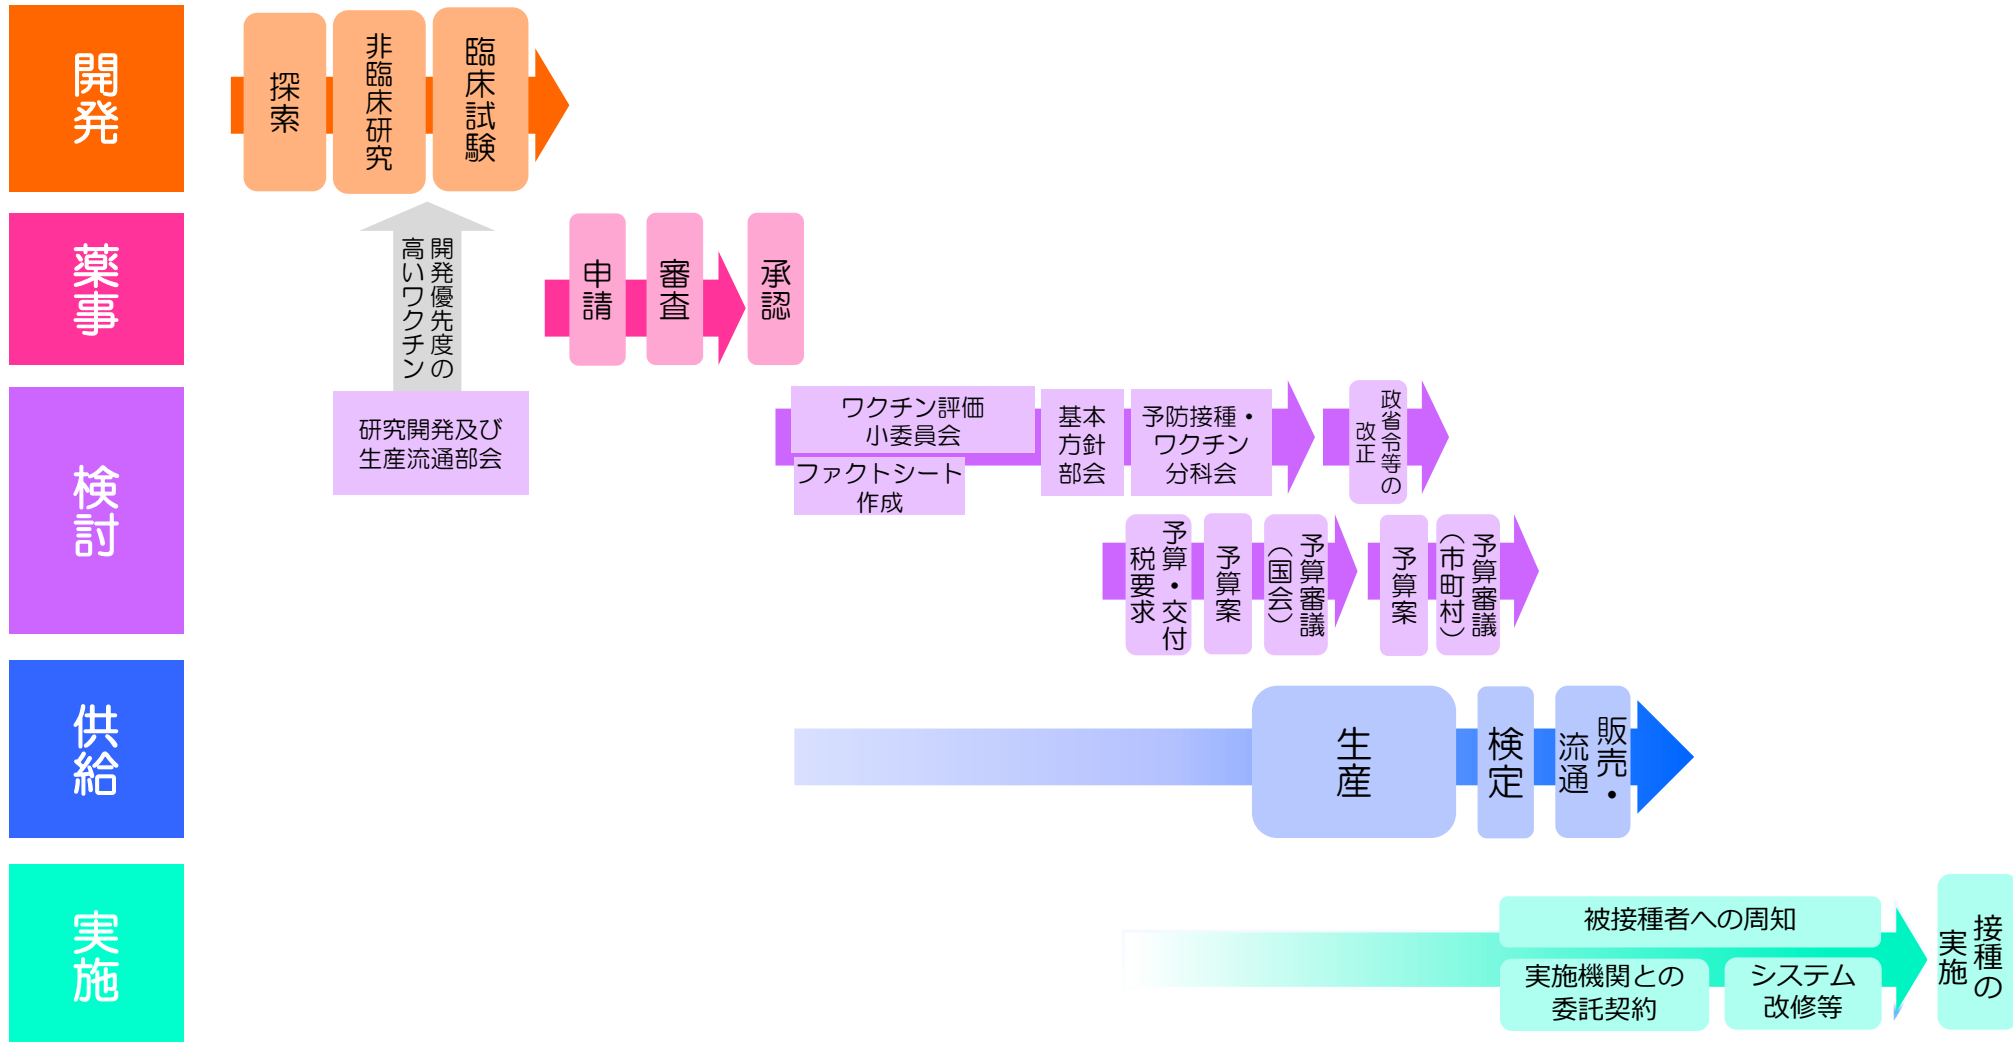 開発
探索
非臨床研究
臨床試験
薬事
開発優先度の
高いワクチン
申請
審査
承認
検討
研究開発及び
生産流通部会
ワクチン評価
小委員会
ファクトシート
作成
基本
方針
部会
予防接種・
ワクチン
分科会
政省令等の
改正
予算・交付
税要求
予算案
予算審議
（国会）
予算案
予算審議
（市町村）
供給
生産
検定
販売・
流通
実施
被接種者への周知
実施機関との
委託契約
システム
改修等
接種の
実施